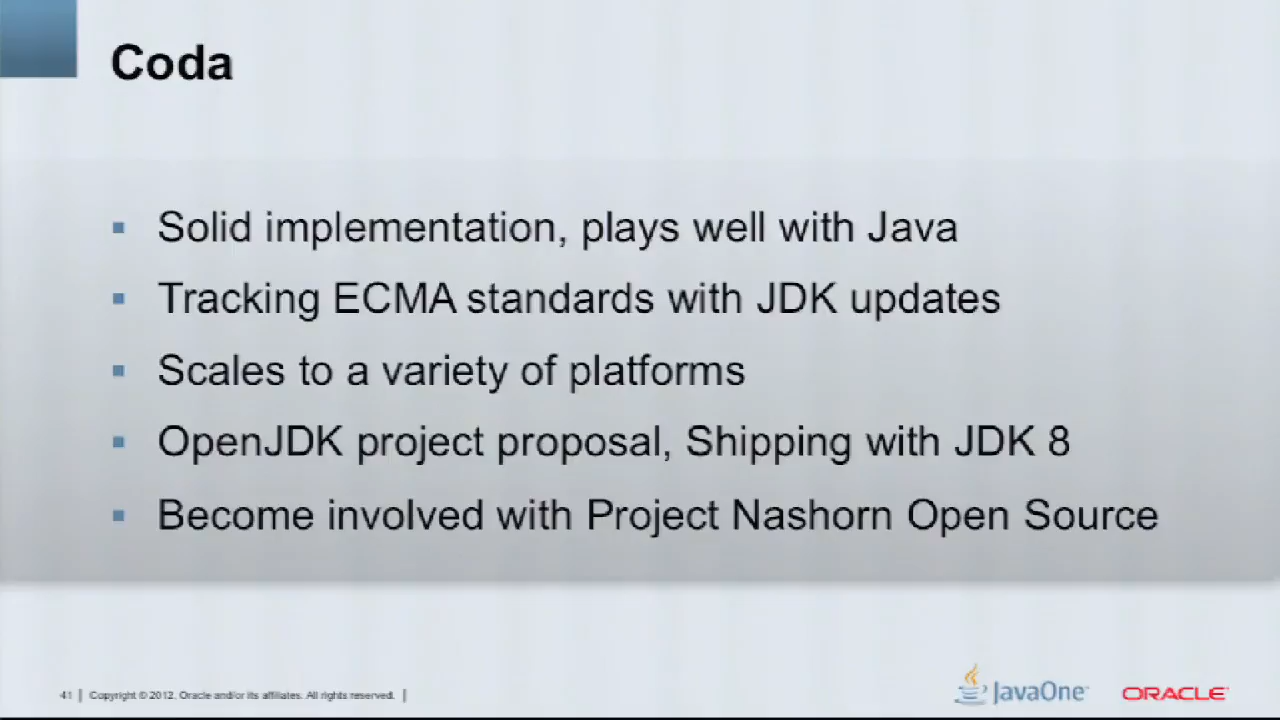 Coda
Solid implementation, plays well with Java
Tracking ECMA standards with JDK updates
Scales to a variety of platforms
OpenJDK project proposal, Shipping with JDK 8
Become involved with Project Nashorn Open Source
41 | Copyright © 2012, Oracle and/or its affiliates. All rights reserved. |
JavaOne™
ORACLE®